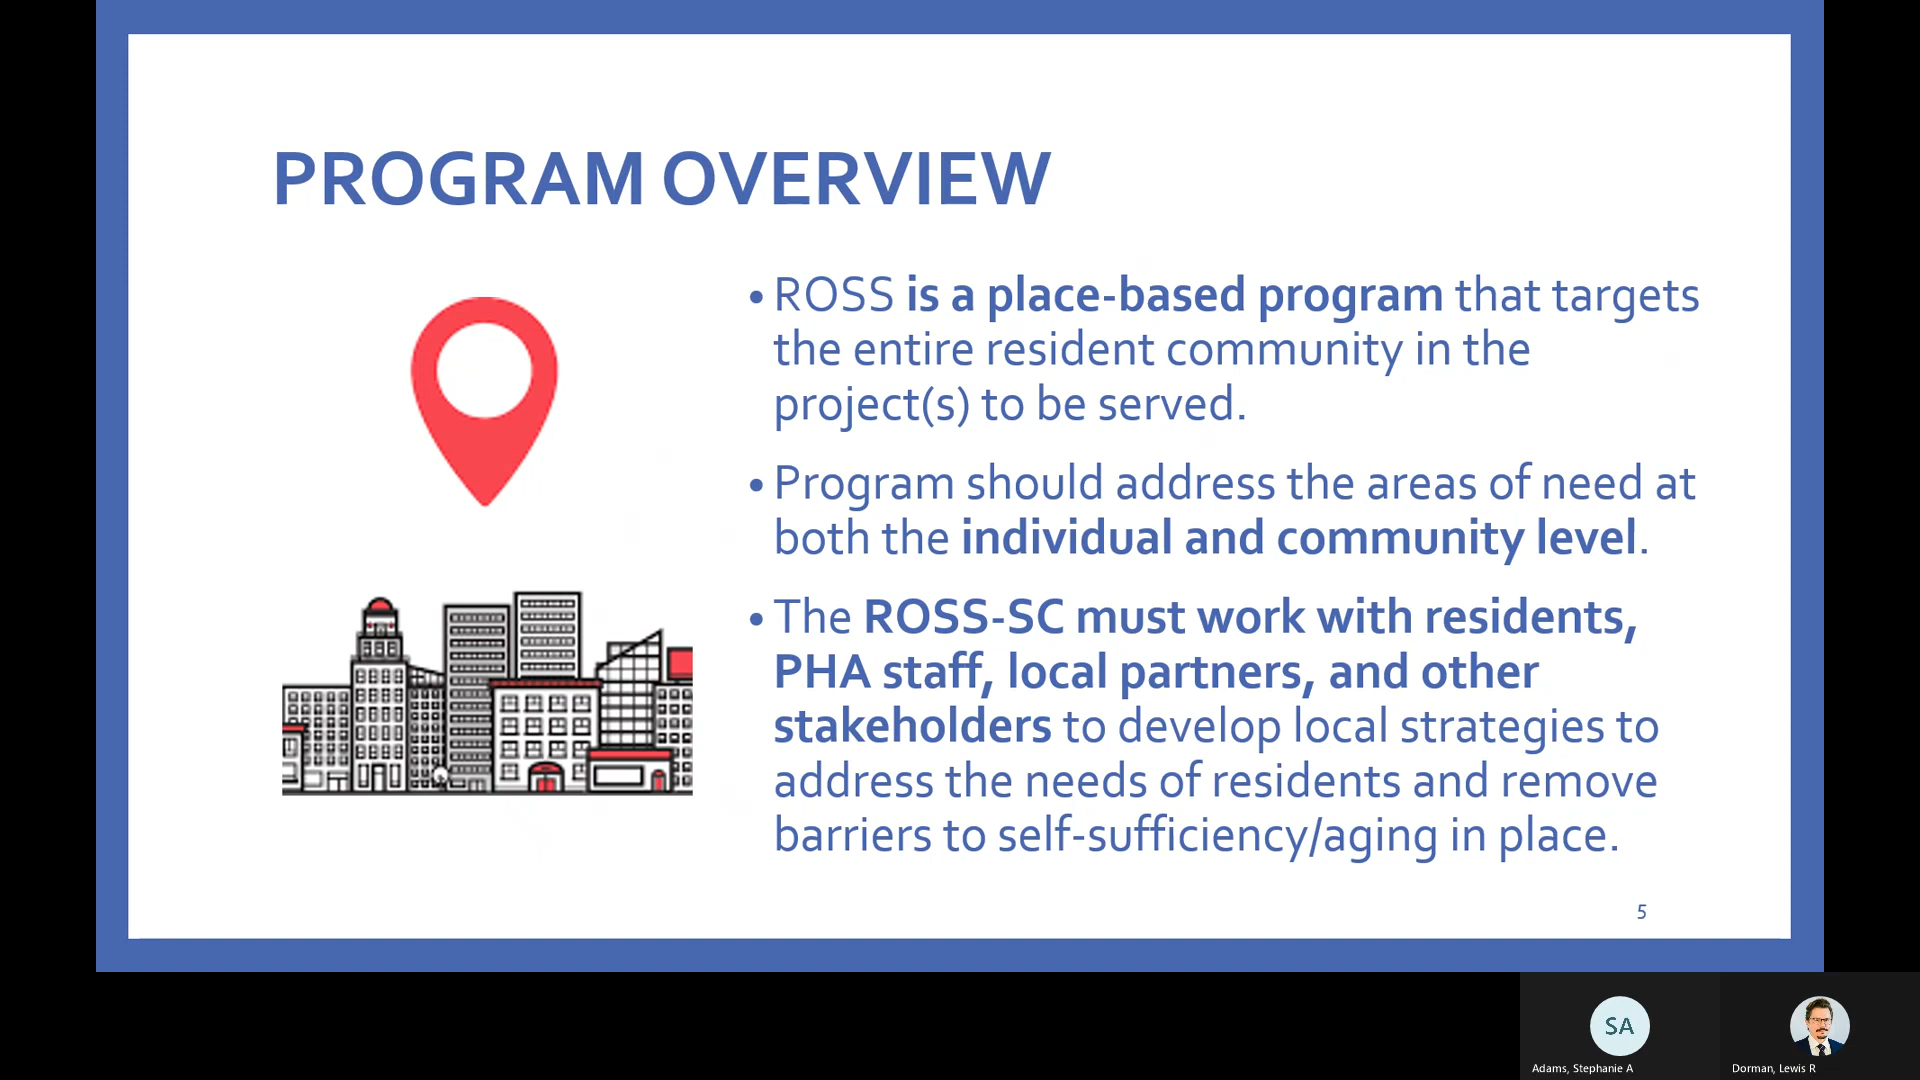 PROGRAM OVERVIEW
• ROSS is a place-based program that targets
the entire resident community in the
project(s) to be served.
• Program should address the areas of need at
both the individual and community level.
• The ROSS-SC must work with residents,
PHA staff, local partners, and other
stakeholders to develop local strategies to
address the needs of residents and remove
barriers to self-sufficiency/aging in place.
5
SA
Adams, Stephanie A
Dorman, Lewis R